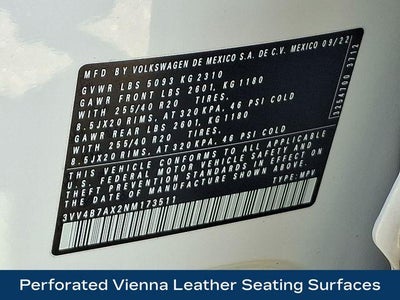 MFD BY VOLKSWAGEN DE MEXICO S.A. DE C.V. MEXICO 09/22
GVWR LBS 5093 KG 2310
GAWR FRONT LBS 2601, KG 1180
WITH 255/40 R20 TIRES,
8.5JX20 RIMS, AT 320 KPA, 46 PSI COLD
GAWR REAR LBS 2601, KG 1180
WITH 255/40 R20 TIRES,
8.5JX20 RIMS, AT 320 KPA, 46 PSI COLD
THIS VEHICLE CONFORMS TO ALL APPLICABLE
U.S. FEDERAL MOTOR VEHICLE SAFETY AND
THEFT PREVENTION STANDARDS IN EFFECT ON
THE DATE OF MANUFACTURE SHOWN ABOVE.
3VV4B7AX2NM173511 TYPE: MPV
3254100 3712
Perforated Vienna Leather Seating Surfaces